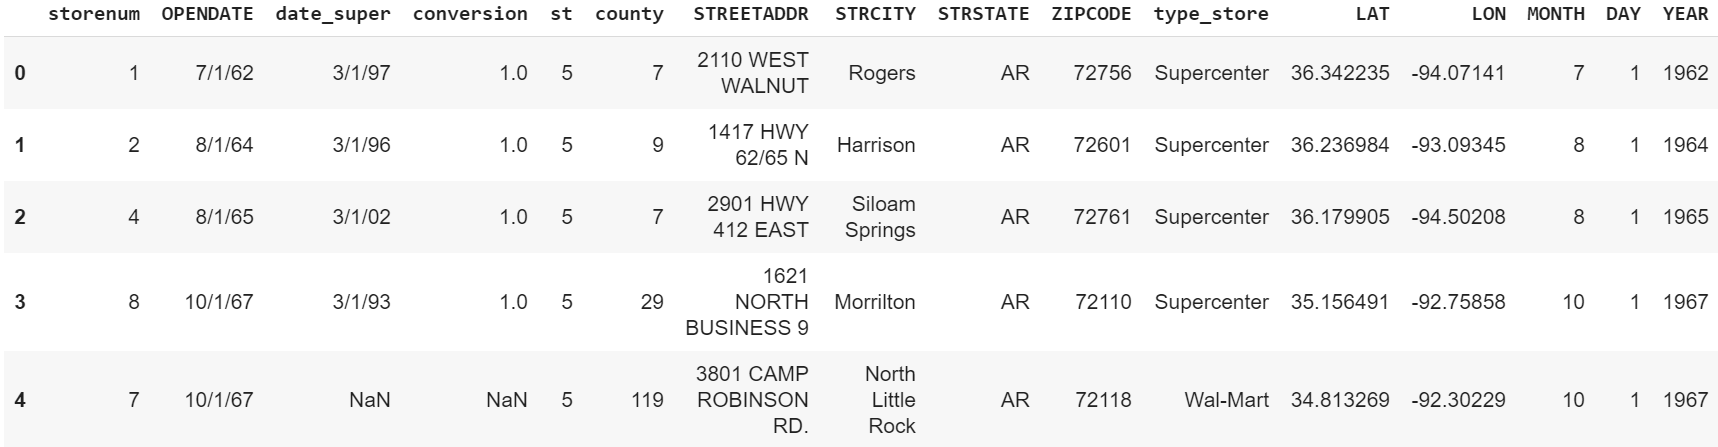 storenum OPENDATE date_super conversion st county STREETADDR STRCITY STRSTATE ZIPCODE type_store LAT LON MONTH DAY YEAR
0 1 7/1/62 3/1/97 1.0 5 7 2110 WEST WALNUT Rogers AR 72756 Supercenter 36.342235 -94.07141 7 1 1962
1 2 8/1/64 3/1/96 1.0 5 9 1417 HWY 62/65 N Harrison AR 72601 Supercenter 36.236984 -93.09345 8 1 1964
2 4 8/1/65 3/1/02 1.0 5 7 2901 HWY 412 EAST Siloam Springs AR 72761 Supercenter 36.179905 -94.50208 8 1 1965
3 8 10/1/67 3/1/93 1.0 5 29 1621 NORTH BUSINESS 9 Morrilton AR 72110 Supercenter 35.156491 -92.75858 10 1 1967
4 7 10/1/67 NaN NaN 5 119 3801 CAMP ROBINSON RD. North Little Rock AR 72118 Wal-Mart 34.813269 -92.30229 10 1 1967